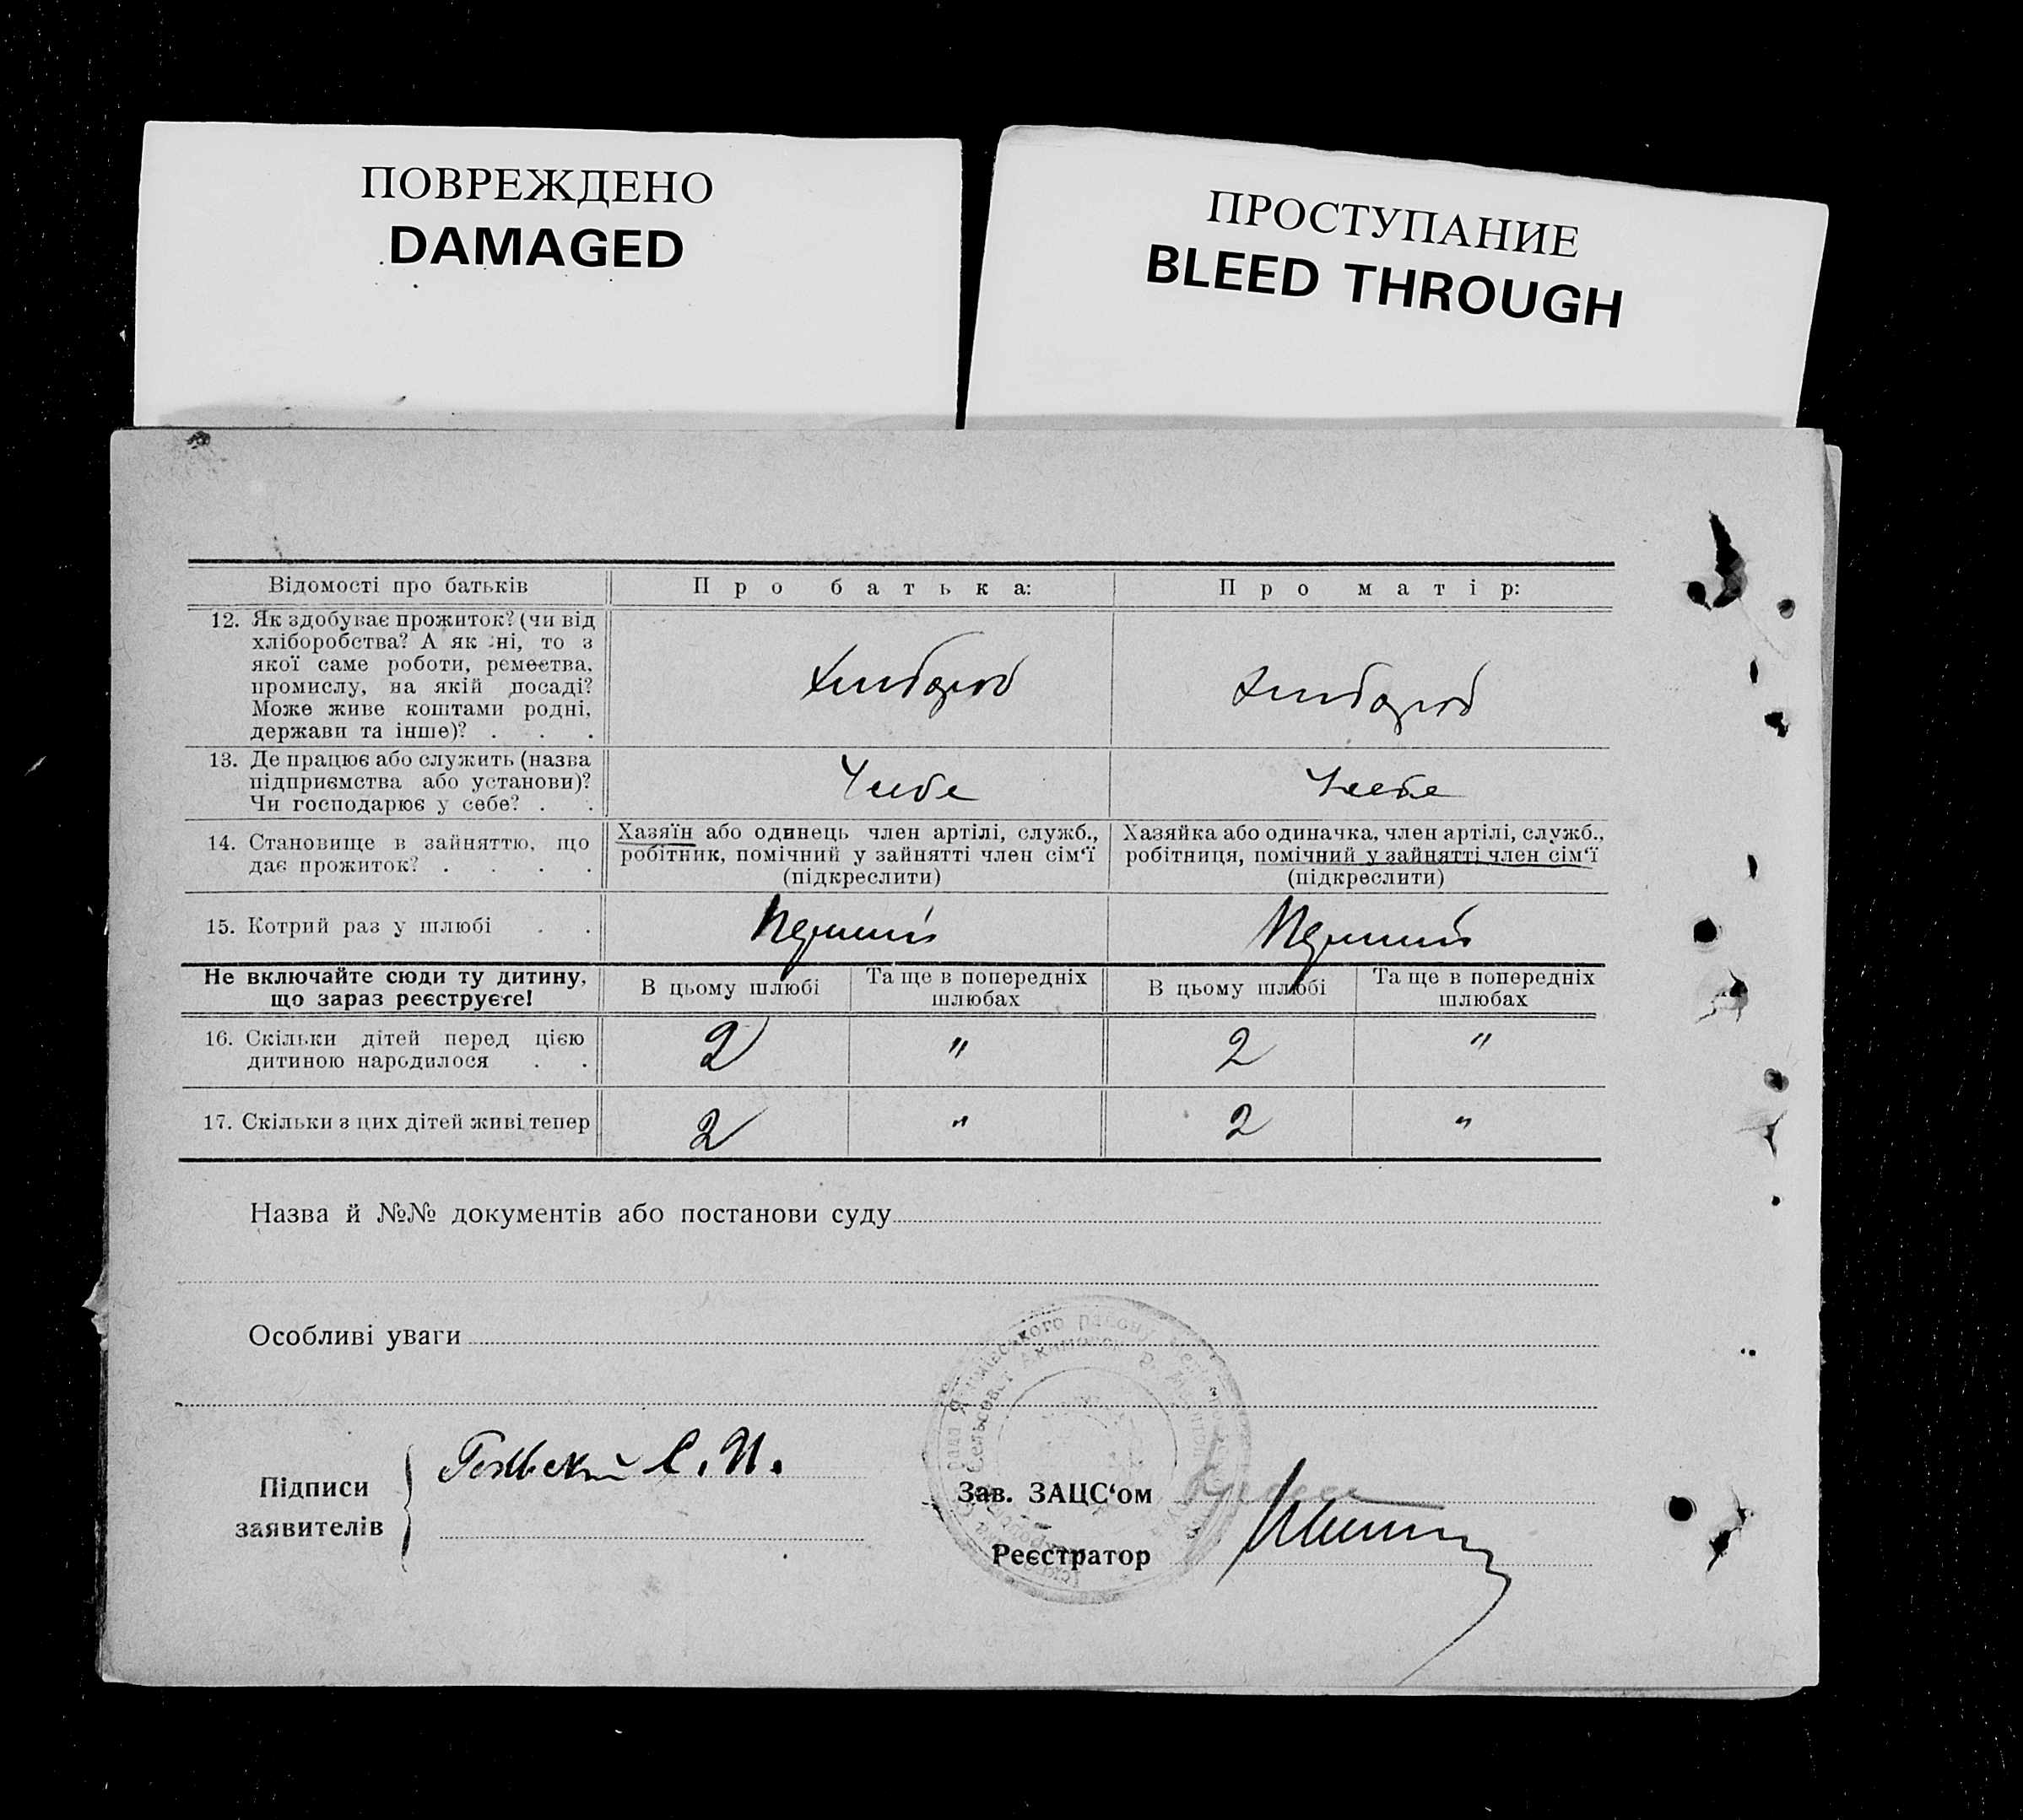 ПОВРЕЖДЕНО
DAMAGED
ПРОСТУПАНИЕ
BLEED THROUGH
Відомості про батьків
Про батька:
Про матір:
12. Як здобуває прожиток? (чи від
хліборобства? А як ні, то з
якої саме роботи, ремества,
промислу, на якій посаді?
Може живе коштами родні,
держави та інше)? . . .
Хлібороб
Хлібороб
13. Де працює або служить (назва
підприємства або установи)?
Чи господарює у себе? . .
У себе
У себе
14. Становище в зайняттю, що
дає прожиток? . . . .
Хазяїн або одинець член артілі, служб.,
робітник, помічний у зайнятті член сім‘ї
(підкреслити)
Хазяйка або одиначка, член артілі, служб.,
робітниця, помічний у зайнятті член сім‘ї
(підкреслити)
15. Котрий раз у шлюбі . .
Перший
Перший
Не включайте сюди ту дитину,
що зараз реєструєте!
В цьому шлюбі
Та ще в попередніх
шлюбах
В цьому шлюбі
Та ще в попередніх
шлюбах
16. Скільки дітей перед цією
дитиною народилося . .
2
"
2
"
17. Скільки з цих дітей живі тепер
2
"
2
"
Назва й №№ документів або постанови суду
Особливі уваги
Підписи
заявителів
С. И.
Зав. ЗАЦС‘ом
Реєстратор